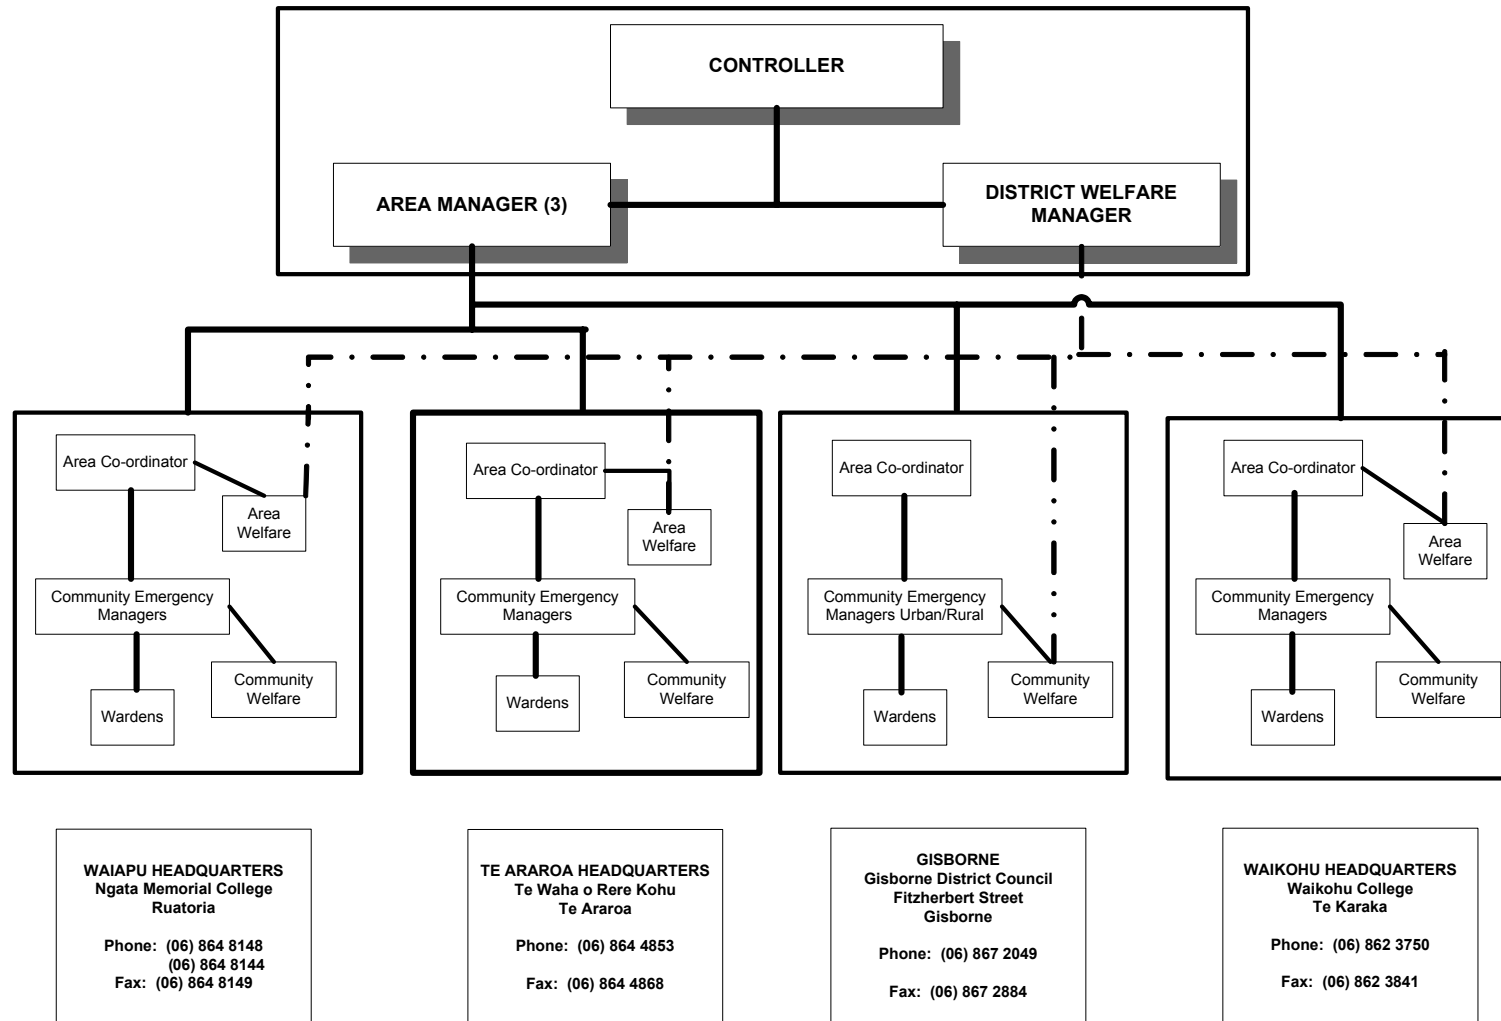 CONTROLLER
AREA MANAGER (3)
DISTRICT WELFARE
MANAGER
Area Co-ordinator
Area
Welfare
Community Emergency
Managers
Community
Welfare
Wardens
Area Co-ordinator
Area
Welfare
Community Emergency
Managers
Community
Welfare
Wardens
Area Co-ordinator
Community Emergency
Managers Urban/Rural
Community
Welfare
Wardens
Area Co-ordinator
Area
Welfare
Community Emergency
Managers
Community
Welfare
Wardens
WAIAPU HEADQUARTERS
Ngata Memorial College
Ruatoria
Phone: (06) 864 8148
(06) 864 8144
Fax: (06) 864 8149
TE ARAROA HEADQUARTERS
Te Waha o Rere Kohu
Te Araroa
Phone: (06) 864 4853
Fax: (06) 864 4868
GISBORNE
Gisborne District Council
Fitzherbert Street
Gisborne
Phone: (06) 867 2049
Fax: (06) 867 2884
WAIKOHU HEADQUARTERS
Waikohu College
Te Karaka
Phone: (06) 862 3750
Fax: (06) 862 3841